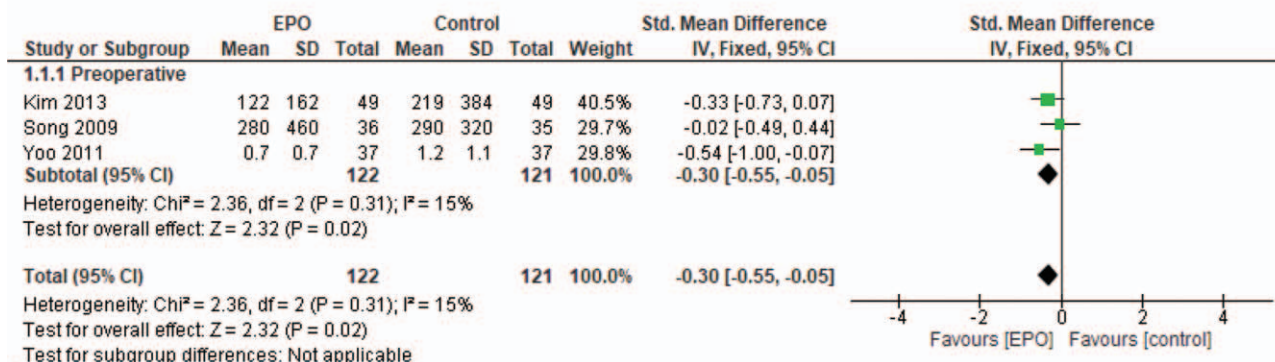 EPO Control Std. Mean Difference Std. Mean Difference
Study or Subgroup Mean SD Total Mean SD Total Weight IV, Fixed, 95% CI IV, Fixed, 95% CI
1.1.1 Preoperative
Kim 2013 122 162 49 219 384 49 40.5% -0.33 [-0.73, 0.07]
Song 2009 280 460 36 290 320 35 29.7% -0.02 [-0.49, 0.44]
Yoo 2011 0.7 0.7 37 1.2 1.1 37 29.8% -0.54 [-1.00, -0.07]
Subtotal (95% CI) 122 121 100.0% -0.30 [-0.55, -0.05]
Heterogeneity: Chi² = 2.36, df = 2 (P = 0.31); I² = 15%
Test for overall effect: Z = 2.32 (P = 0.02)
Total (95% CI) 122 121 100.0% -0.30 [-0.55, -0.05]
Heterogeneity: Chi² = 2.36, df = 2 (P = 0.31); I² = 15%
Test for overall effect: Z = 2.32 (P = 0.02)
Test for subgroup differences: Not applicable
-4 -2 0 2 4
Favours [EPO] Favours [control]